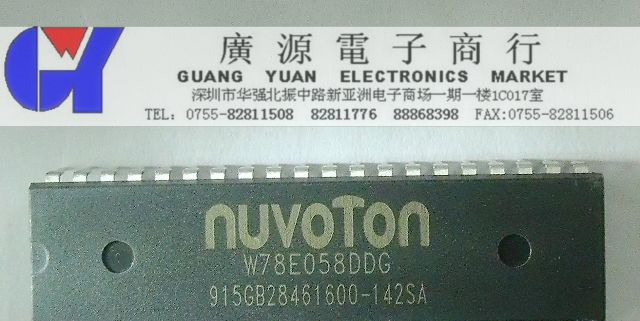 廣源電子商行
GUANG YUAN ELECTRONICS MARKET
深圳市华强北振中路新亚洲电子商场一期一楼1C017室
TEL: 0755-82811508 82811776 88868398 FAX:0755-82811506
nuvoTon
W78E058DDG
915GB28461600-142SA